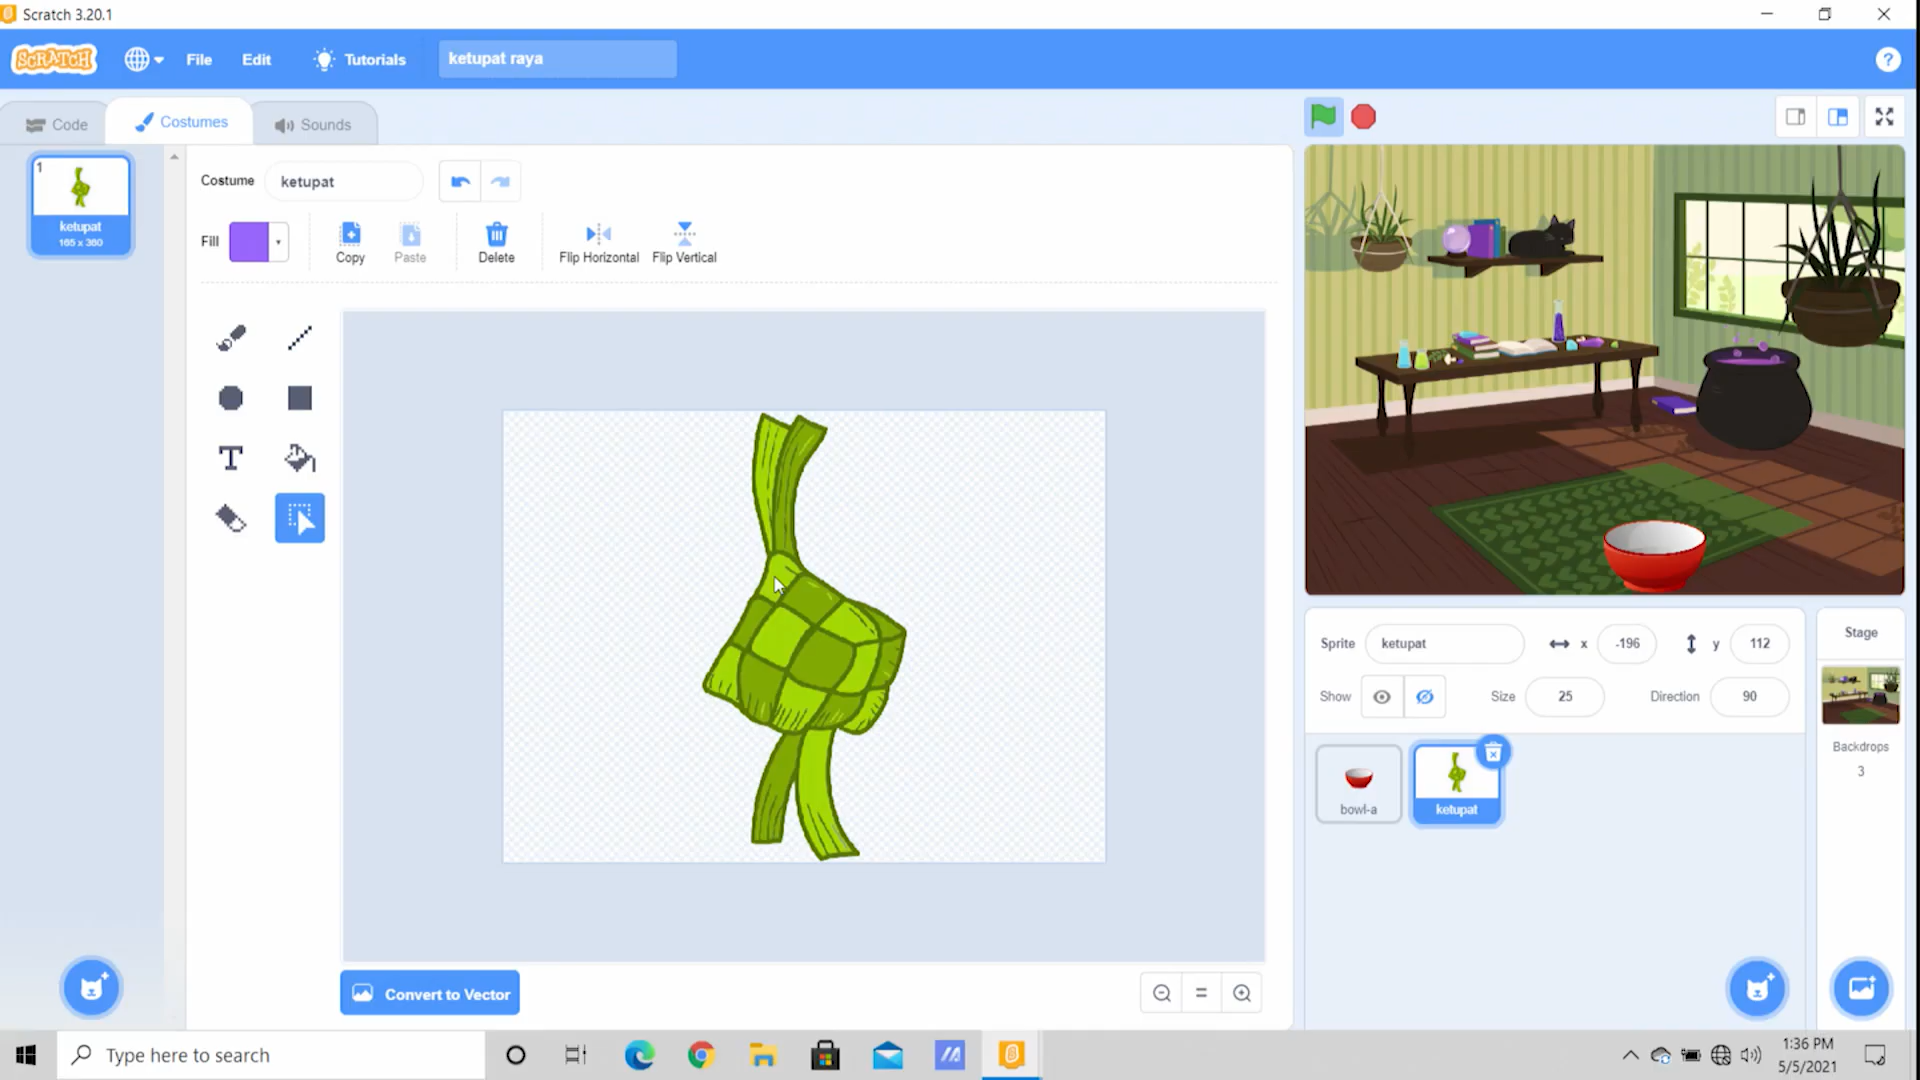 Scratch 3.20.1
SCRATCH
File
Edit
Tutorials
ketupat raya
?
Code
Costumes
Sounds
1
ketupat
165 x 360
Costume
ketupat
Fill
Copy
Paste
Delete
Flip Horizontal
Flip Vertical
T
Convert to Vector
=
Sprite
ketupat
x
-196
y
112
Show
Size
25
Direction
90
bowl-a
ketupat
Stage
Backdrops
3
Type here to search
1:36 PM
5/5/2021